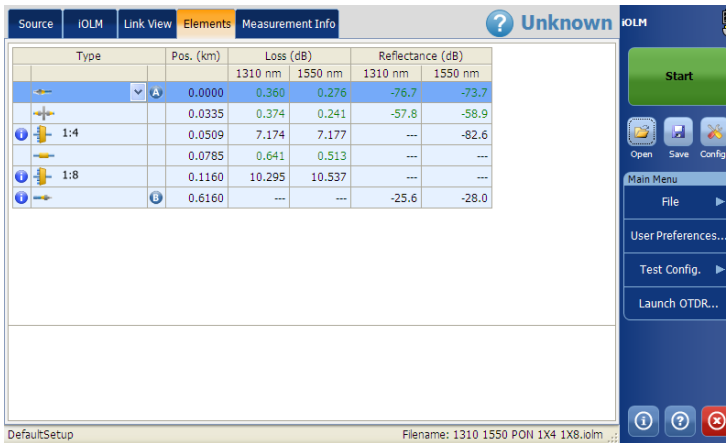 Source iOLM Link View Elements Measurement Info Unknown iOLM
Type Pos. (km) Loss (dB) Reflectance (dB)
1310 nm 1550 nm 1310 nm 1550 nm
A 0.0000 0.360 0.276 -76.7 -73.7
0.0335 0.374 0.241 -57.8 -58.9
1:4 0.0509 7.174 7.177 --- -82.6
0.0785 0.641 0.513 --- ---
1:8 0.1160 10.295 10.537 --- ---
B 0.6160 --- --- -25.6 -28.0
Start
Open Save Config
Main Menu
File
User Preferences...
Test Config.
Launch OTDR...
DefaultSetup Filename: 1310 1550 PON 1X4 1X8.iolm